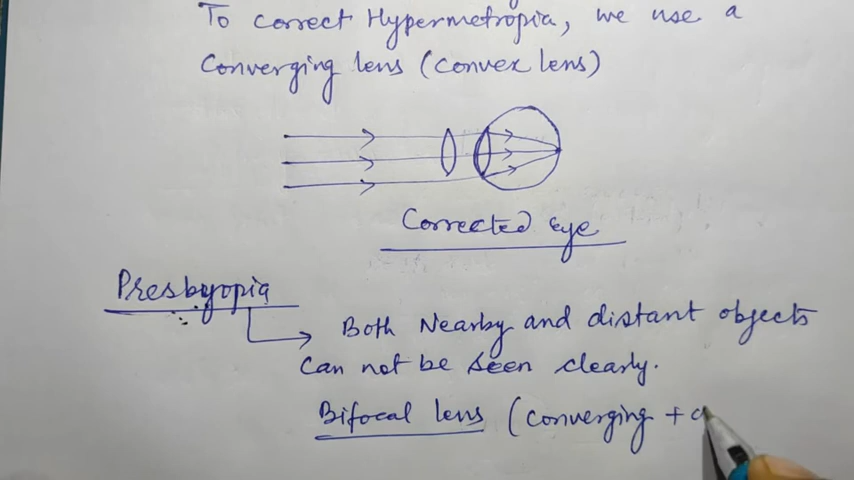 To correct Hypermetropia, we use a
Converging lens (Convex lens)
Corrected eye
Presbyopia
Both Nearby and distant objects
Can not be seen clearly.
Bifocal lens (Converging +